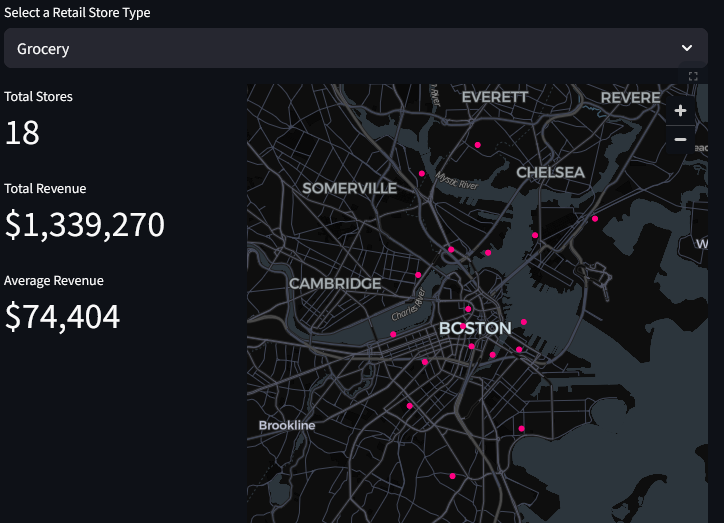 Select a Retail Store Type
Grocery
Total Stores
18
Total Revenue
$1,339,270
Average Revenue
$74,404
EVERETT
REVERE
+
−
CHELSEA
Mystic River
SOMERVILLE
W
CAMBRIDGE
Charles River
BOSTON
Brookline